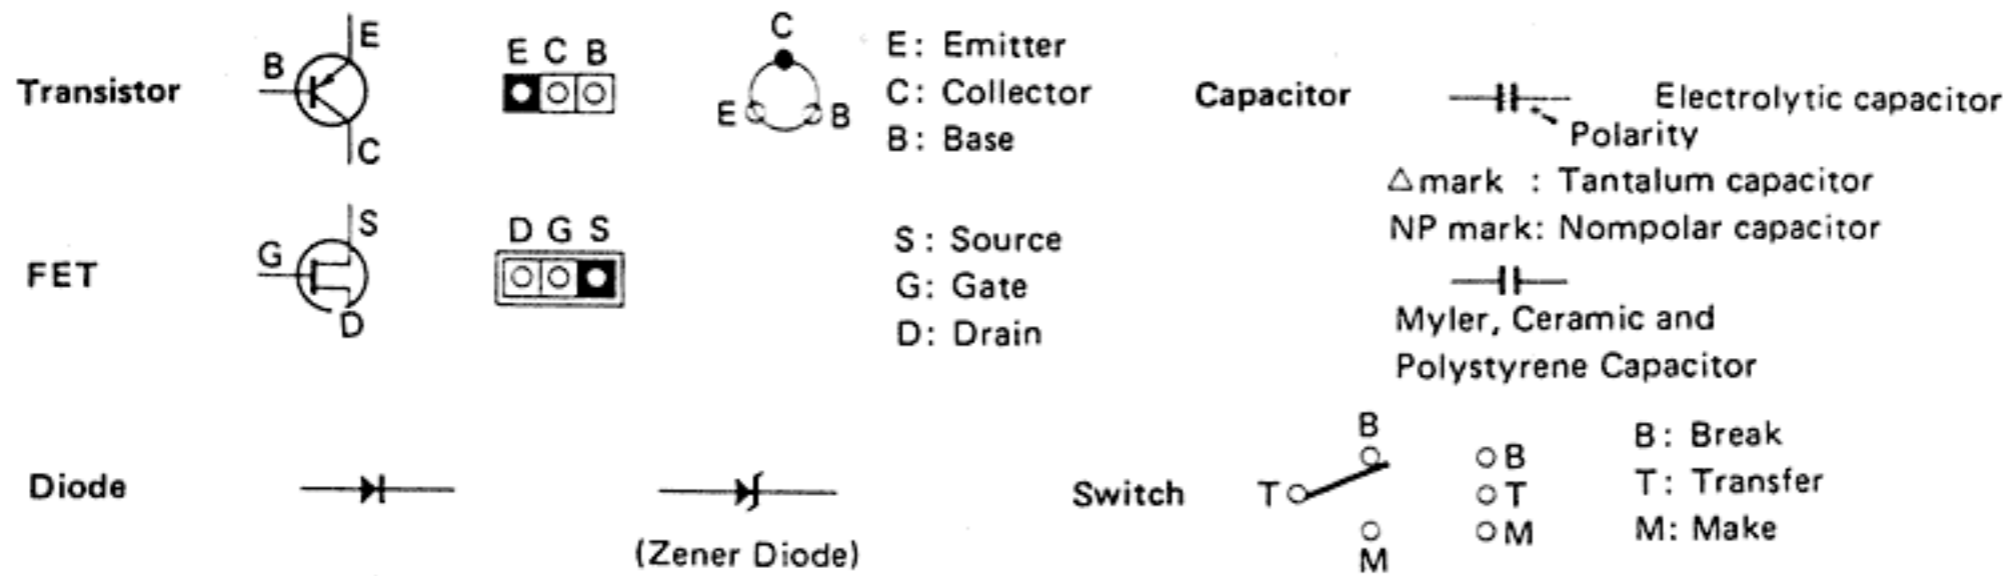 Transistor
B
E
C
E C B
C
E
B
E: Emitter
C: Collector
B: Base
Capacitor
Electrolytic capacitor
Polarity
△mark : Tantalum capacitor
NP mark: Nompolar capacitor
Myler, Ceramic and
Polystyrene Capacitor
FET
G
S
D
D G S
S: Source
G: Gate
D: Drain
Diode
(Zener Diode)
Switch
B
T
M
B
T
M
B: Break
T: Transfer
M: Make